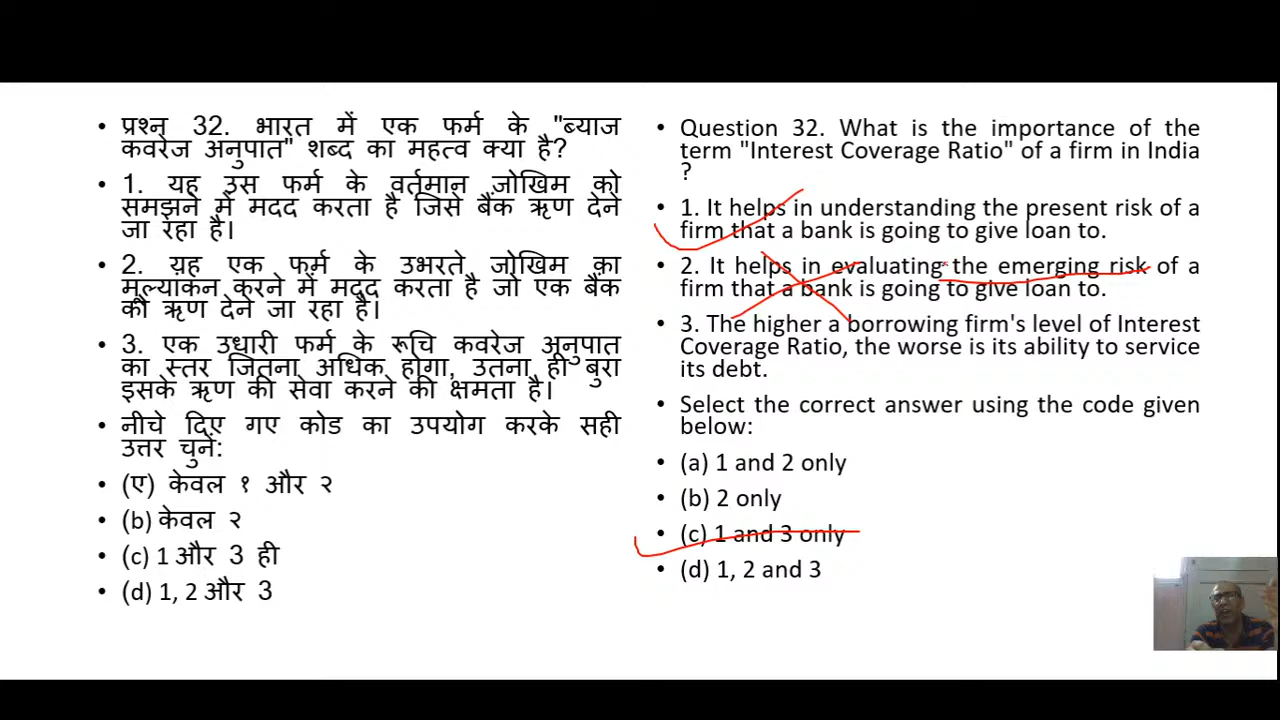 • प्रश्न 32. भारत में एक फर्म के "ब्याज
कवरेज अनुपात" शब्द का महत्व क्या है?
• 1. यह उस फर्म के वर्तमान जोखिम को
समझने में मदद करता है जिसे बैंक ऋण देने
जा रहा है।
• 2. यह एक फर्म के उभरते जोखिम का
मूल्यांकन करने में मदद करता है जो एक बैंक
को ऋण देने जा रहा है।
• 3. एक उधारी फर्म के रूचि कवरेज अनुपात
का स्तर जितना अधिक होगा, उतना ही बुरा
इसके ऋण की सेवा करने की क्षमता है।
• नीचे दिए गए कोड का उपयोग करके सही
उत्तर चुनें:
• (ए) केवल १ और २
• (b) केवल २
• (c) 1 और 3 ही
• (d) 1, 2 और 3
• Question 32. What is the importance of the
term "Interest Coverage Ratio" of a firm in India
?
• 1. It helps in understanding the present risk of a
firm that a bank is going to give loan to.
• 2. It helps in evaluating the emerging risk of a
firm that a bank is going to give loan to.
• 3. The higher a borrowing firm's level of Interest
Coverage Ratio, the worse is its ability to service
its debt.
• Select the correct answer using the code given
below:
• (a) 1 and 2 only
• (b) 2 only
• (c) 1 and 3 only
• (d) 1, 2 and 3